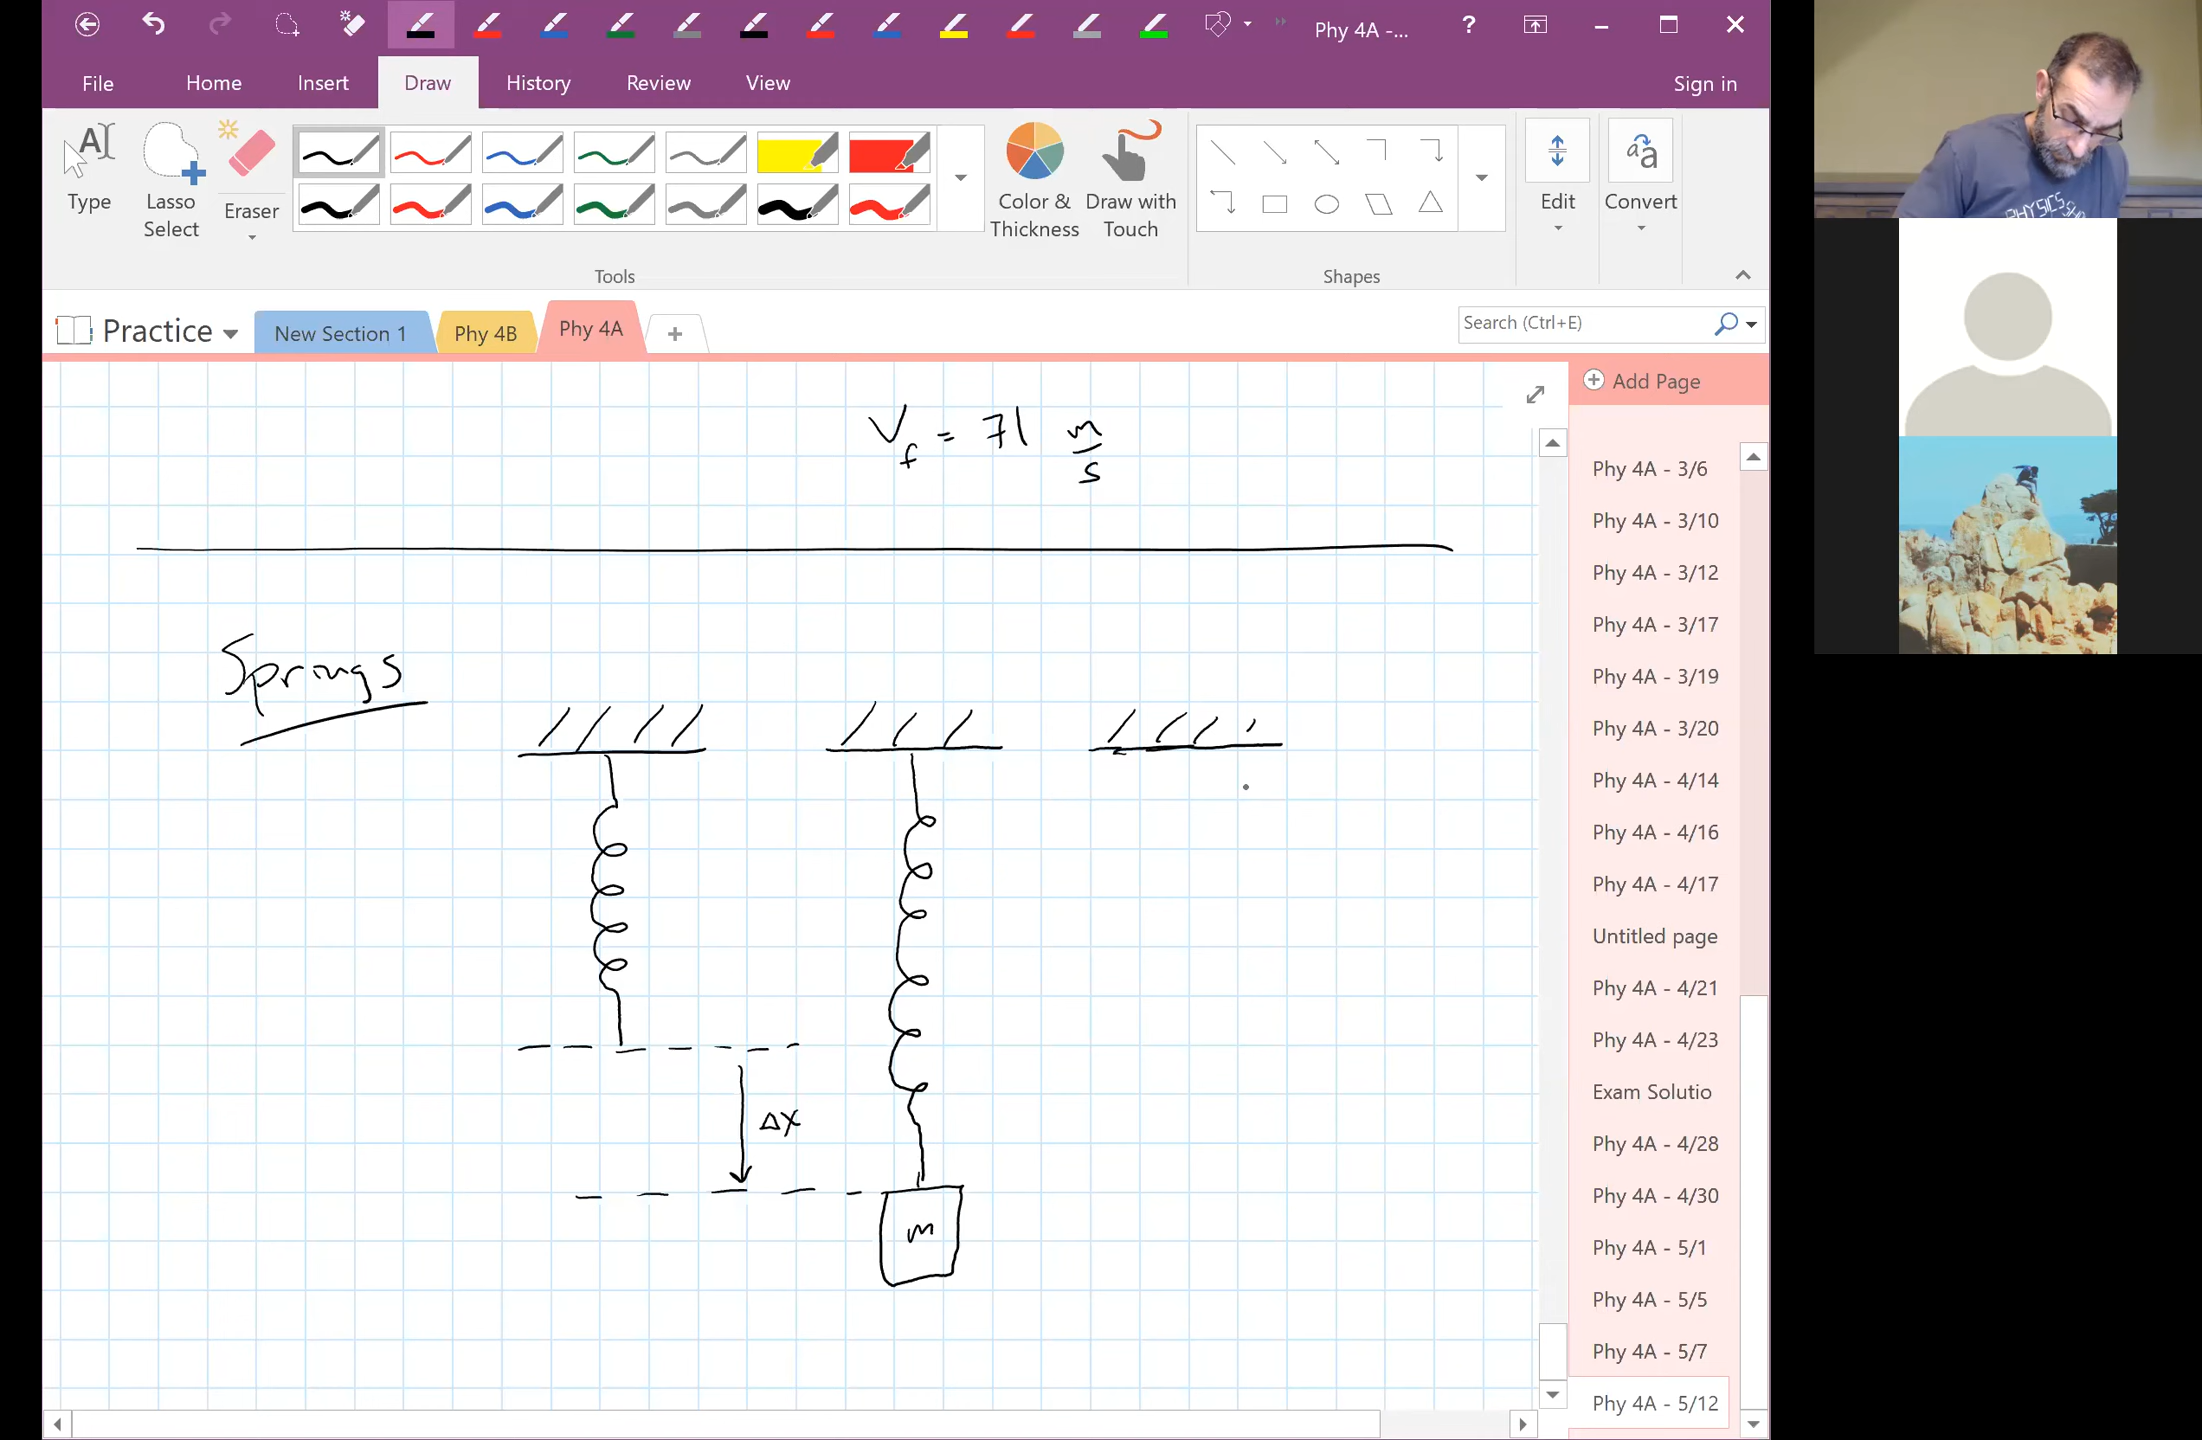 Phy 4A -...
?
File
Home
Insert
Draw
History
Review
View
Sign in
Type
Lasso
Select
Eraser
Color &
Thickness
Draw with
Touch
Edit
Convert
Tools
Shapes
Practice
New Section 1
Phy 4B
Phy 4A
Search (Ctrl+E)
Add Page
Phy 4A - 3/6
Phy 4A - 3/10
Phy 4A - 3/12
Phy 4A - 3/17
Phy 4A - 3/19
Phy 4A - 3/20
Phy 4A - 4/14
Phy 4A - 4/16
Phy 4A - 4/17
Untitled page
Phy 4A - 4/21
Phy 4A - 4/23
Exam Solutio
Phy 4A - 4/28
Phy 4A - 4/30
Phy 4A - 5/1
Phy 4A - 5/5
Phy 4A - 5/7
Phy 4A - 5/12
V_f = 71 m/s
Springs
Δx
m
PHYSICS